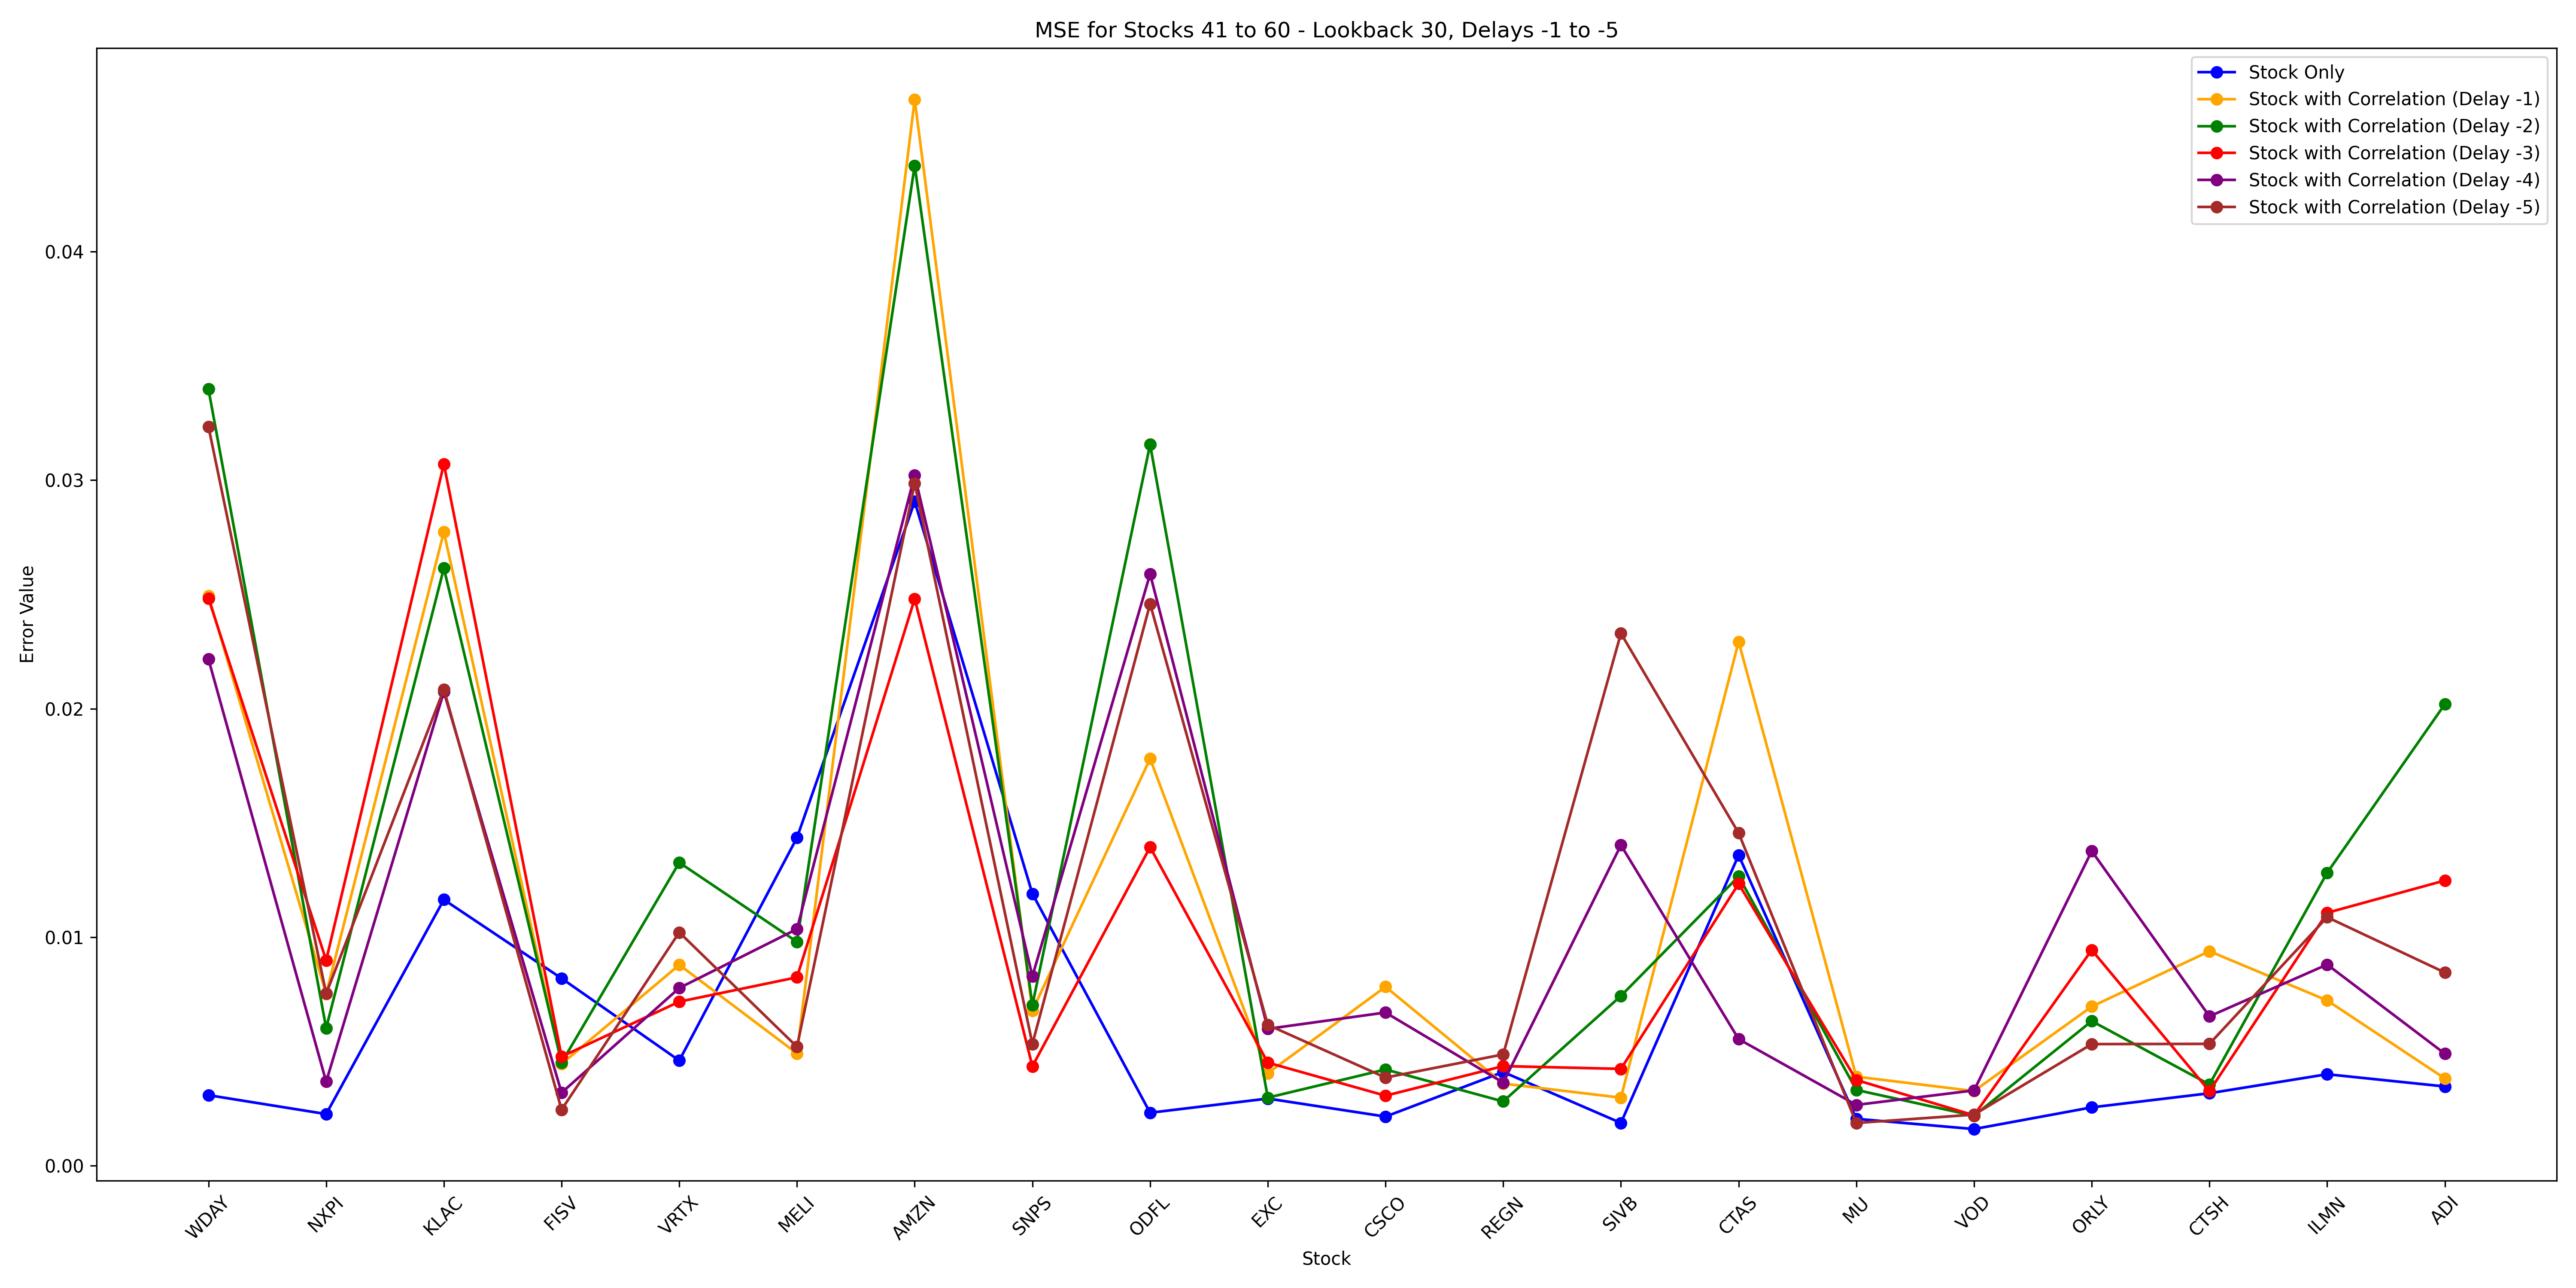 MSE for Stocks 41 to 60 - Lookback 30, Delays -1 to -5
Stock Only
Stock with Correlation (Delay -1)
Stock with Correlation (Delay -2)
Stock with Correlation (Delay -3)
Stock with Correlation (Delay -4)
Stock with Correlation (Delay -5)
Error Value
0.04
0.03
0.02
0.01
0.00
WDAY
NXPI
KLAC
FISV
VRTX
MELI
AMZN
SNPS
ODFL
EXC
CSCO
REGN
SIVB
CTAS
MU
VOD
ORLY
CTSH
ILMN
ADI
Stock